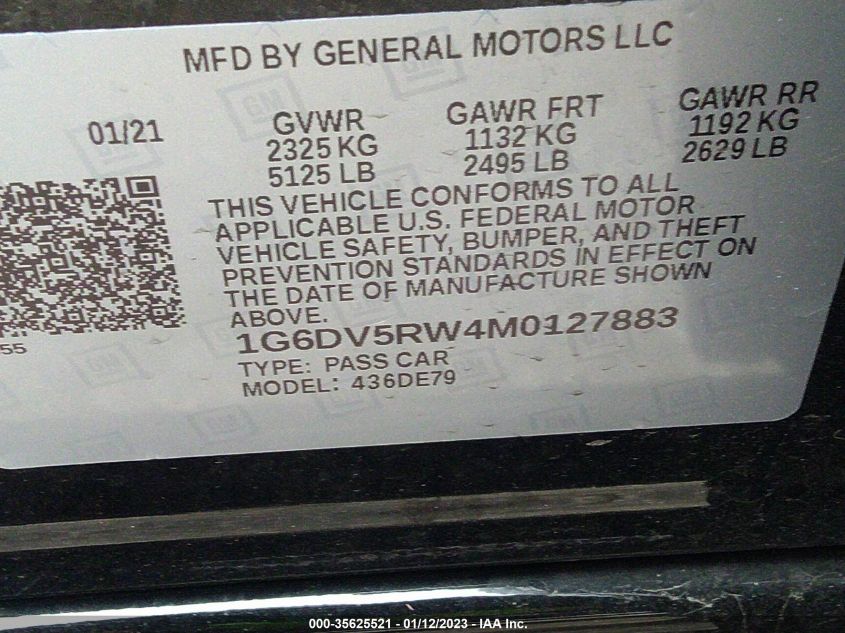 MFD BY GENERAL MOTORS LLC
01/21
GVWR
2325 KG
5125 LB
GAWR FRT
1132 KG
2495 LB
GAWR RR
1192 KG
2629 LB
THIS VEHICLE CONFORMS TO ALL
APPLICABLE U.S. FEDERAL MOTOR
VEHICLE SAFETY, BUMPER, AND THEFT
PREVENTION STANDARDS IN EFFECT ON
THE DATE OF MANUFACTURE SHOWN
ABOVE.
1G6DV5RW4M0127883
TYPE: PASS CAR
MODEL: 436DE79
55
GM
000-35625521 - 01/12/2023 - IAA Inc.